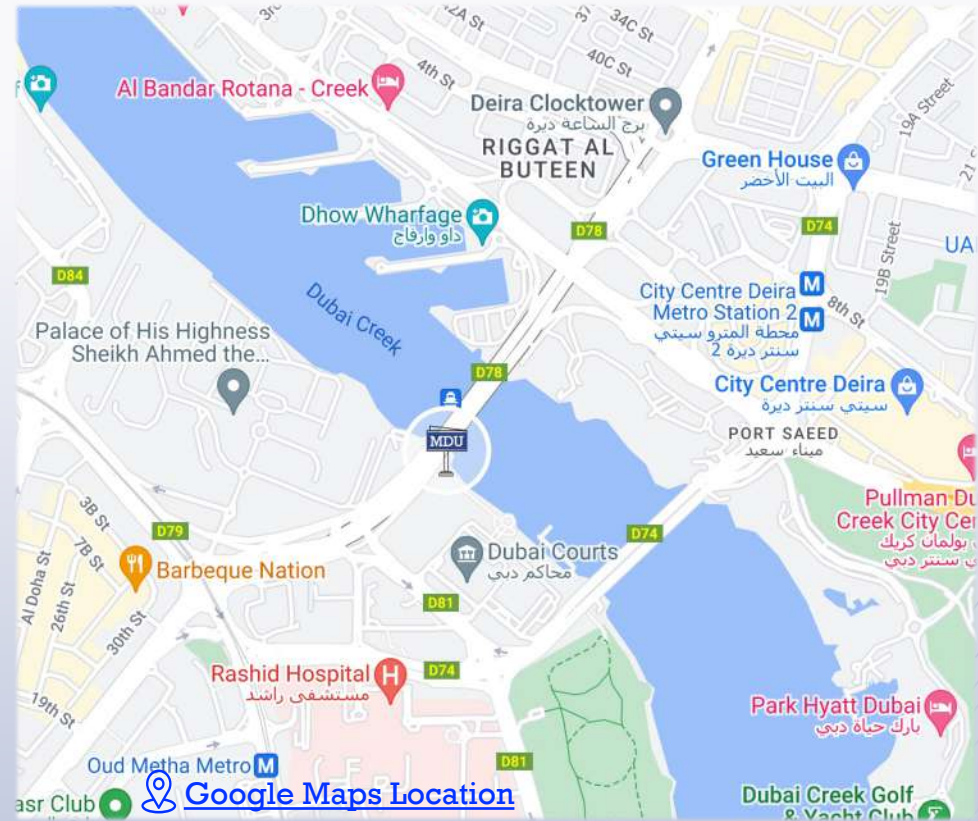 3rd
42A St
37
34C St
4th St
40C St
Al Bandar Rotana - Creek
Deira Clocktower
برج الساعة ديرة
RIGGAT AL
BUTEEN
19A Street
21
Green House
البيت الأخضر
Dhow Wharfage
داو وارفاج
D78
D74
19B Street
UA
D84
Dubai Creek
City Centre Deira
Metro Station 2
محطة المترو سيتي
سنتر ديرة 2
M
M
8th St
Palace of His Highness
Sheikh Ahmed the...
D78
City Centre Deira
سيتي سنتر ديرة
MDU
PORT SAEED
ميناء سعيد
Pullman Du
Creek City Cen
بولمان كريك
ي سنتر دبي
3B St
D79
7B St
D74
Dubai Courts
محاكم دبي
Barbeque Nation
Al Doha St
26th St
30th St
D81
Rashid Hospital
مستشفى راشد
H
D74
19th St
Park Hyatt Dubai
بارك حياة دبي
Oud Metha Metro
M
D81
asr Club
Google Maps Location
Dubai Creek Golf
& Yacht Club